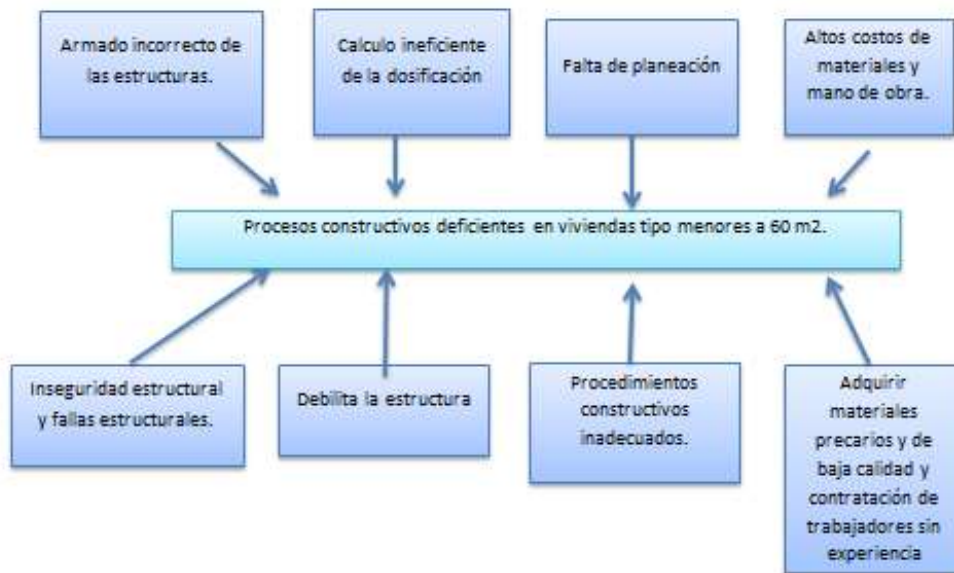 Armado incorrecto de
las estructuras.
Calculo ineficiente
de la dosificación
Falta de planeación
Altos costos de
materiales y
mano de obra.
Procesos constructivos deficientes en viviendas tipo menores a 60 m2.
Inseguridad estructural
y fallas estructurales.
Debilita la estructura
Procedimientos
constructivos
inadecuados.
Adquirir
materiales
precarios y de
baja calidad y
contratación de
trabajadores sin
experiencia